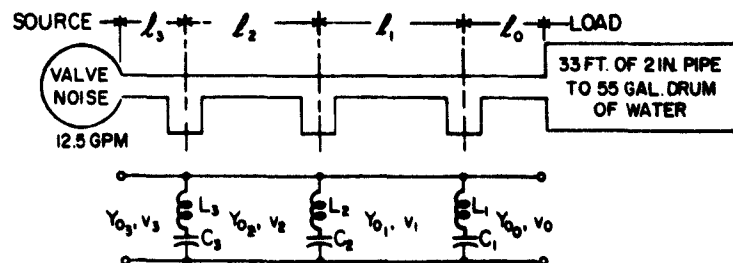 SOURCE l₃ l₂ l₁ l₀ LOAD
VALVE
NOISE
12.5 GPM
33 FT. OF 2 IN. PIPE
TO 55 GAL. DRUM
OF WATER
Y₀₃, v₃ L₃ C₃ Y₀₂, v₂ L₂ C₂ Y₀₁, v₁ L₁ C₁ Y₀₀, v₀